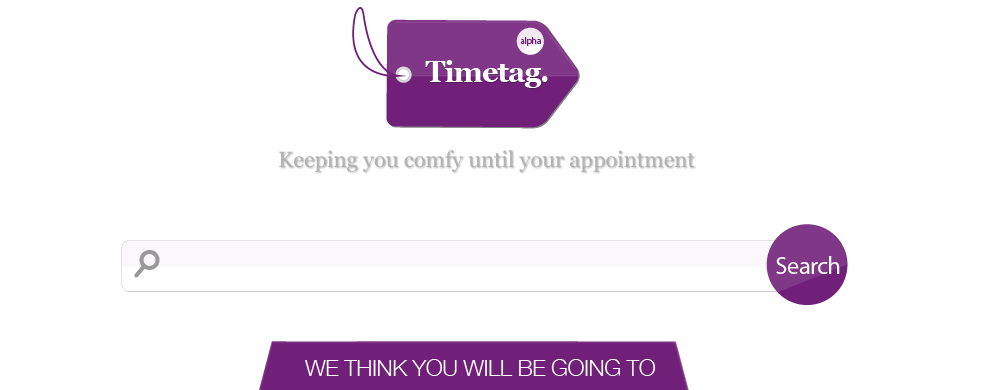 alpha
Timetag.
Keeping you comfy until your appointment
Search
WE THINK YOU WILL BE GOING TO